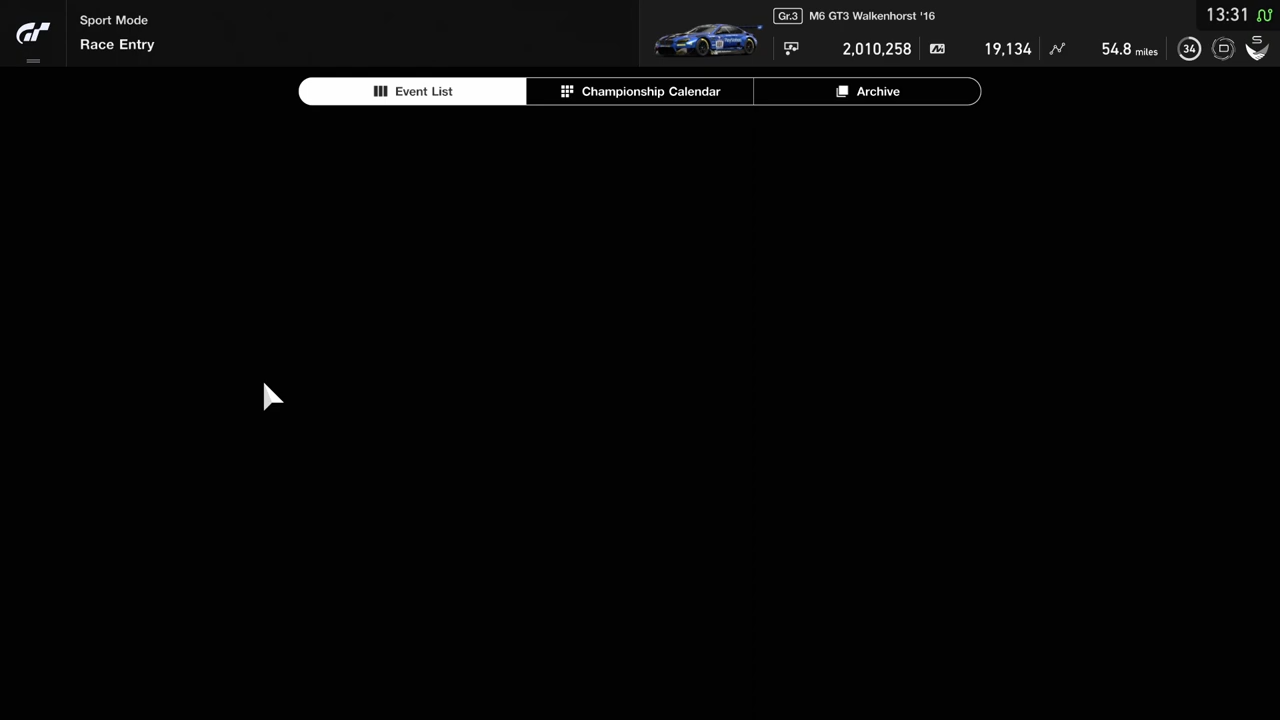 Sport Mode
Race Entry
Gr.3 M6 GT3 Walkenhorst '16
13:31
2,010,258
19,134
54.8 miles
34
D
S
Event List
Championship Calendar
Archive